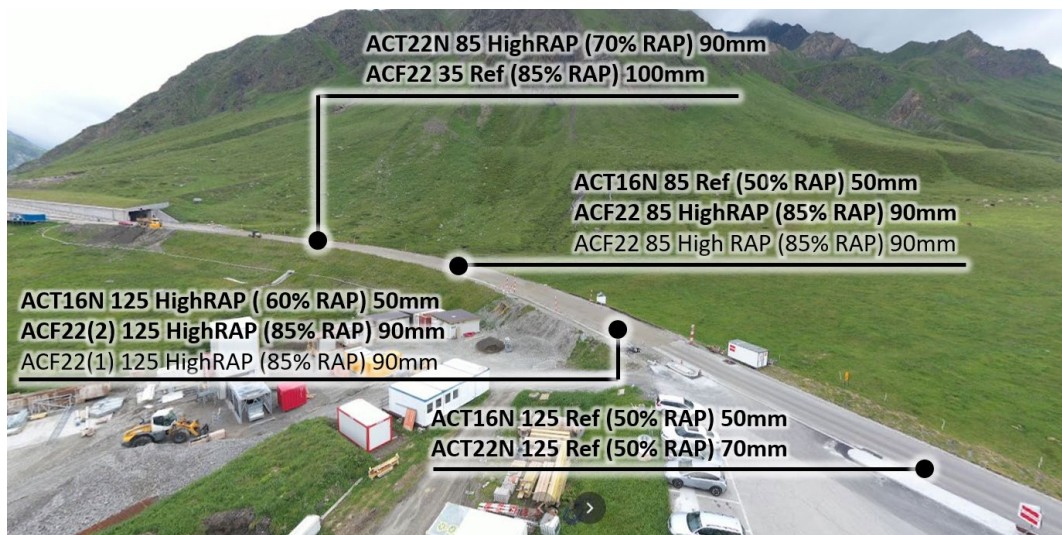 ACT22N 85 HighRAP (70% RAP) 90mm
ACF22 35 Ref (85% RAP) 100mm
ACT16N 85 Ref (50% RAP) 50mm
ACF22 85 HighRAP (85% RAP) 90mm
ACF22 85 High RAP (85% RAP) 90mm
ACT16N 125 HighRAP ( 60% RAP) 50mm
ACF22(2) 125 HighRAP (85% RAP) 90mm
ACF22(1) 125 HighRAP (85% RAP) 90mm
ACT16N 125 Ref (50% RAP) 50mm
ACT22N 125 Ref (50% RAP) 70mm